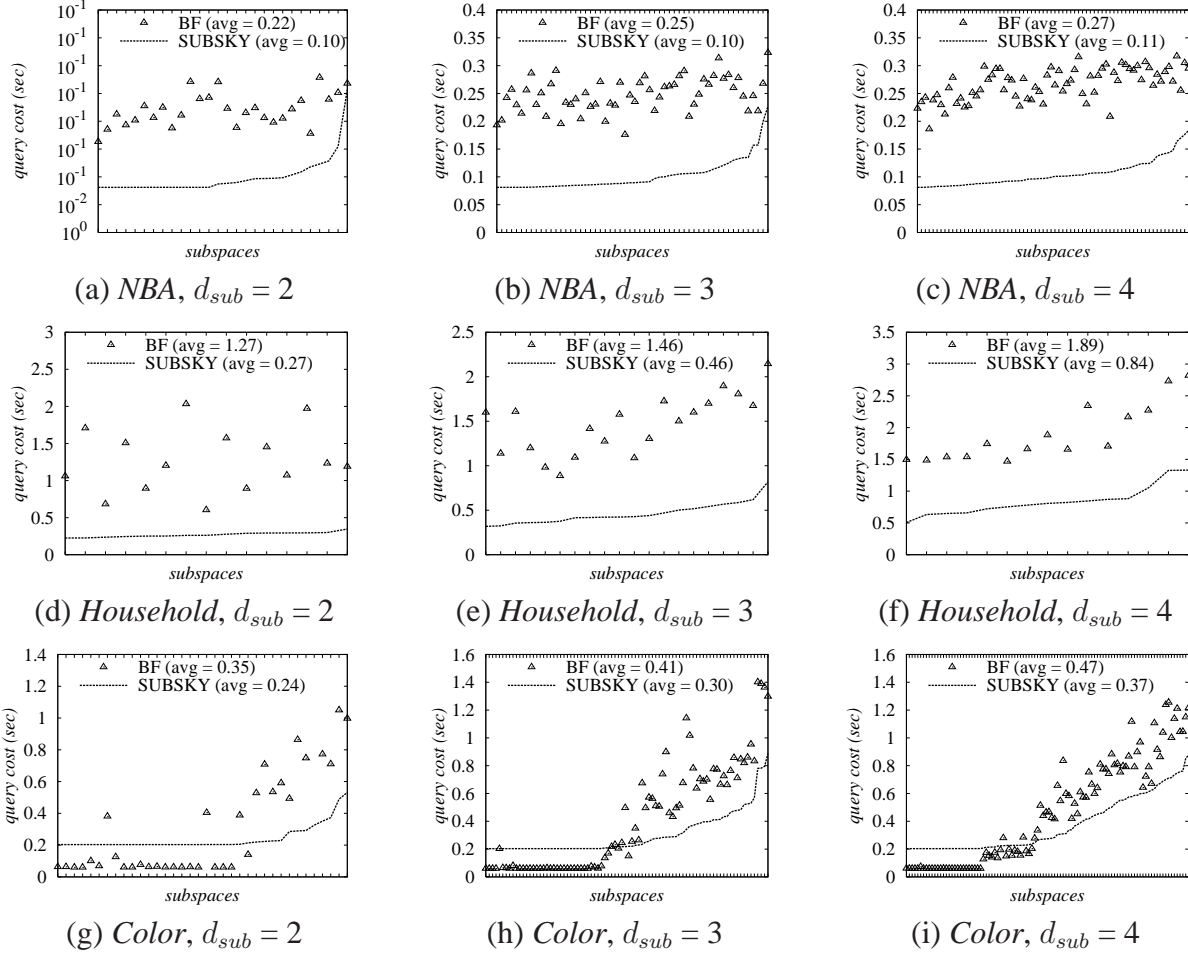 10^-1
10^-1
10^-1
10^-1
10^-1
10^-1
10^-1
10^-2
10^0
query cost (sec)
BF (avg = 0.22)
SUBSKY (avg = 0.10)
subspaces
(a) NBA, d_sub = 2
0.4
0.35
0.3
0.25
0.2
0.15
0.1
0.05
0
query cost (sec)
BF (avg = 0.25)
SUBSKY (avg = 0.10)
subspaces
(b) NBA, d_sub = 3
0.4
0.35
0.3
0.25
0.2
0.15
0.1
0.05
0
query cost (sec)
BF (avg = 0.27)
SUBSKY (avg = 0.11)
subspaces
(c) NBA, d_sub = 4
3
2.5
2
1.5
1
0.5
0
query cost (sec)
BF (avg = 1.27)
SUBSKY (avg = 0.27)
subspaces
(d) Household, d_sub = 2
2.5
2
1.5
1
0.5
0
query cost (sec)
BF (avg = 1.46)
SUBSKY (avg = 0.46)
subspaces
(e) Household, d_sub = 3
3.5
3
2.5
2
1.5
1
0.5
0
query cost (sec)
BF (avg = 1.89)
SUBSKY (avg = 0.84)
subspaces
(f) Household, d_sub = 4
1.4
1.2
1
0.8
0.6
0.4
0.2
0
query cost (sec)
BF (avg = 0.35)
SUBSKY (avg = 0.24)
subspaces
(g) Color, d_sub = 2
1.6
1.4
1.2
1
0.8
0.6
0.4
0.2
0
query cost (sec)
BF (avg = 0.41)
SUBSKY (avg = 0.30)
subspaces
(h) Color, d_sub = 3
1.6
1.4
1.2
1
0.8
0.6
0.4
0.2
0
query cost (sec)
BF (avg = 0.47)
SUBSKY (avg = 0.37)
subspaces
(i) Color, d_sub = 4